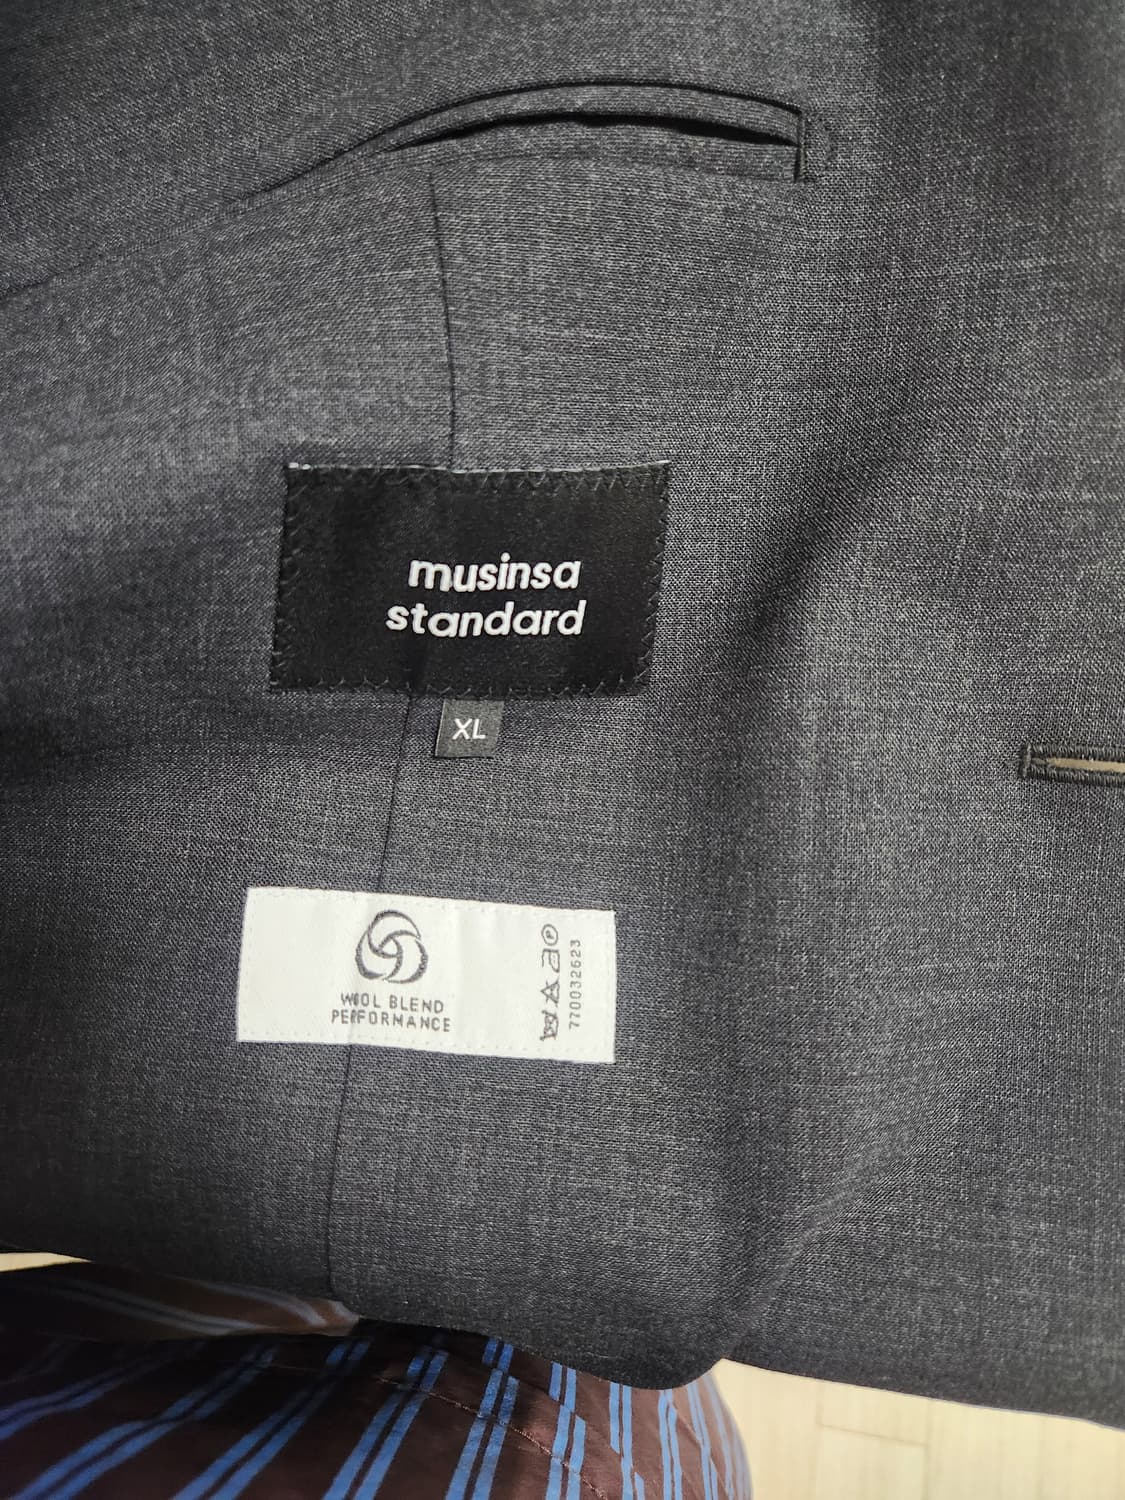 musinsa
standard
XL
WOOL BLEND
PERFORMANCE
770032623